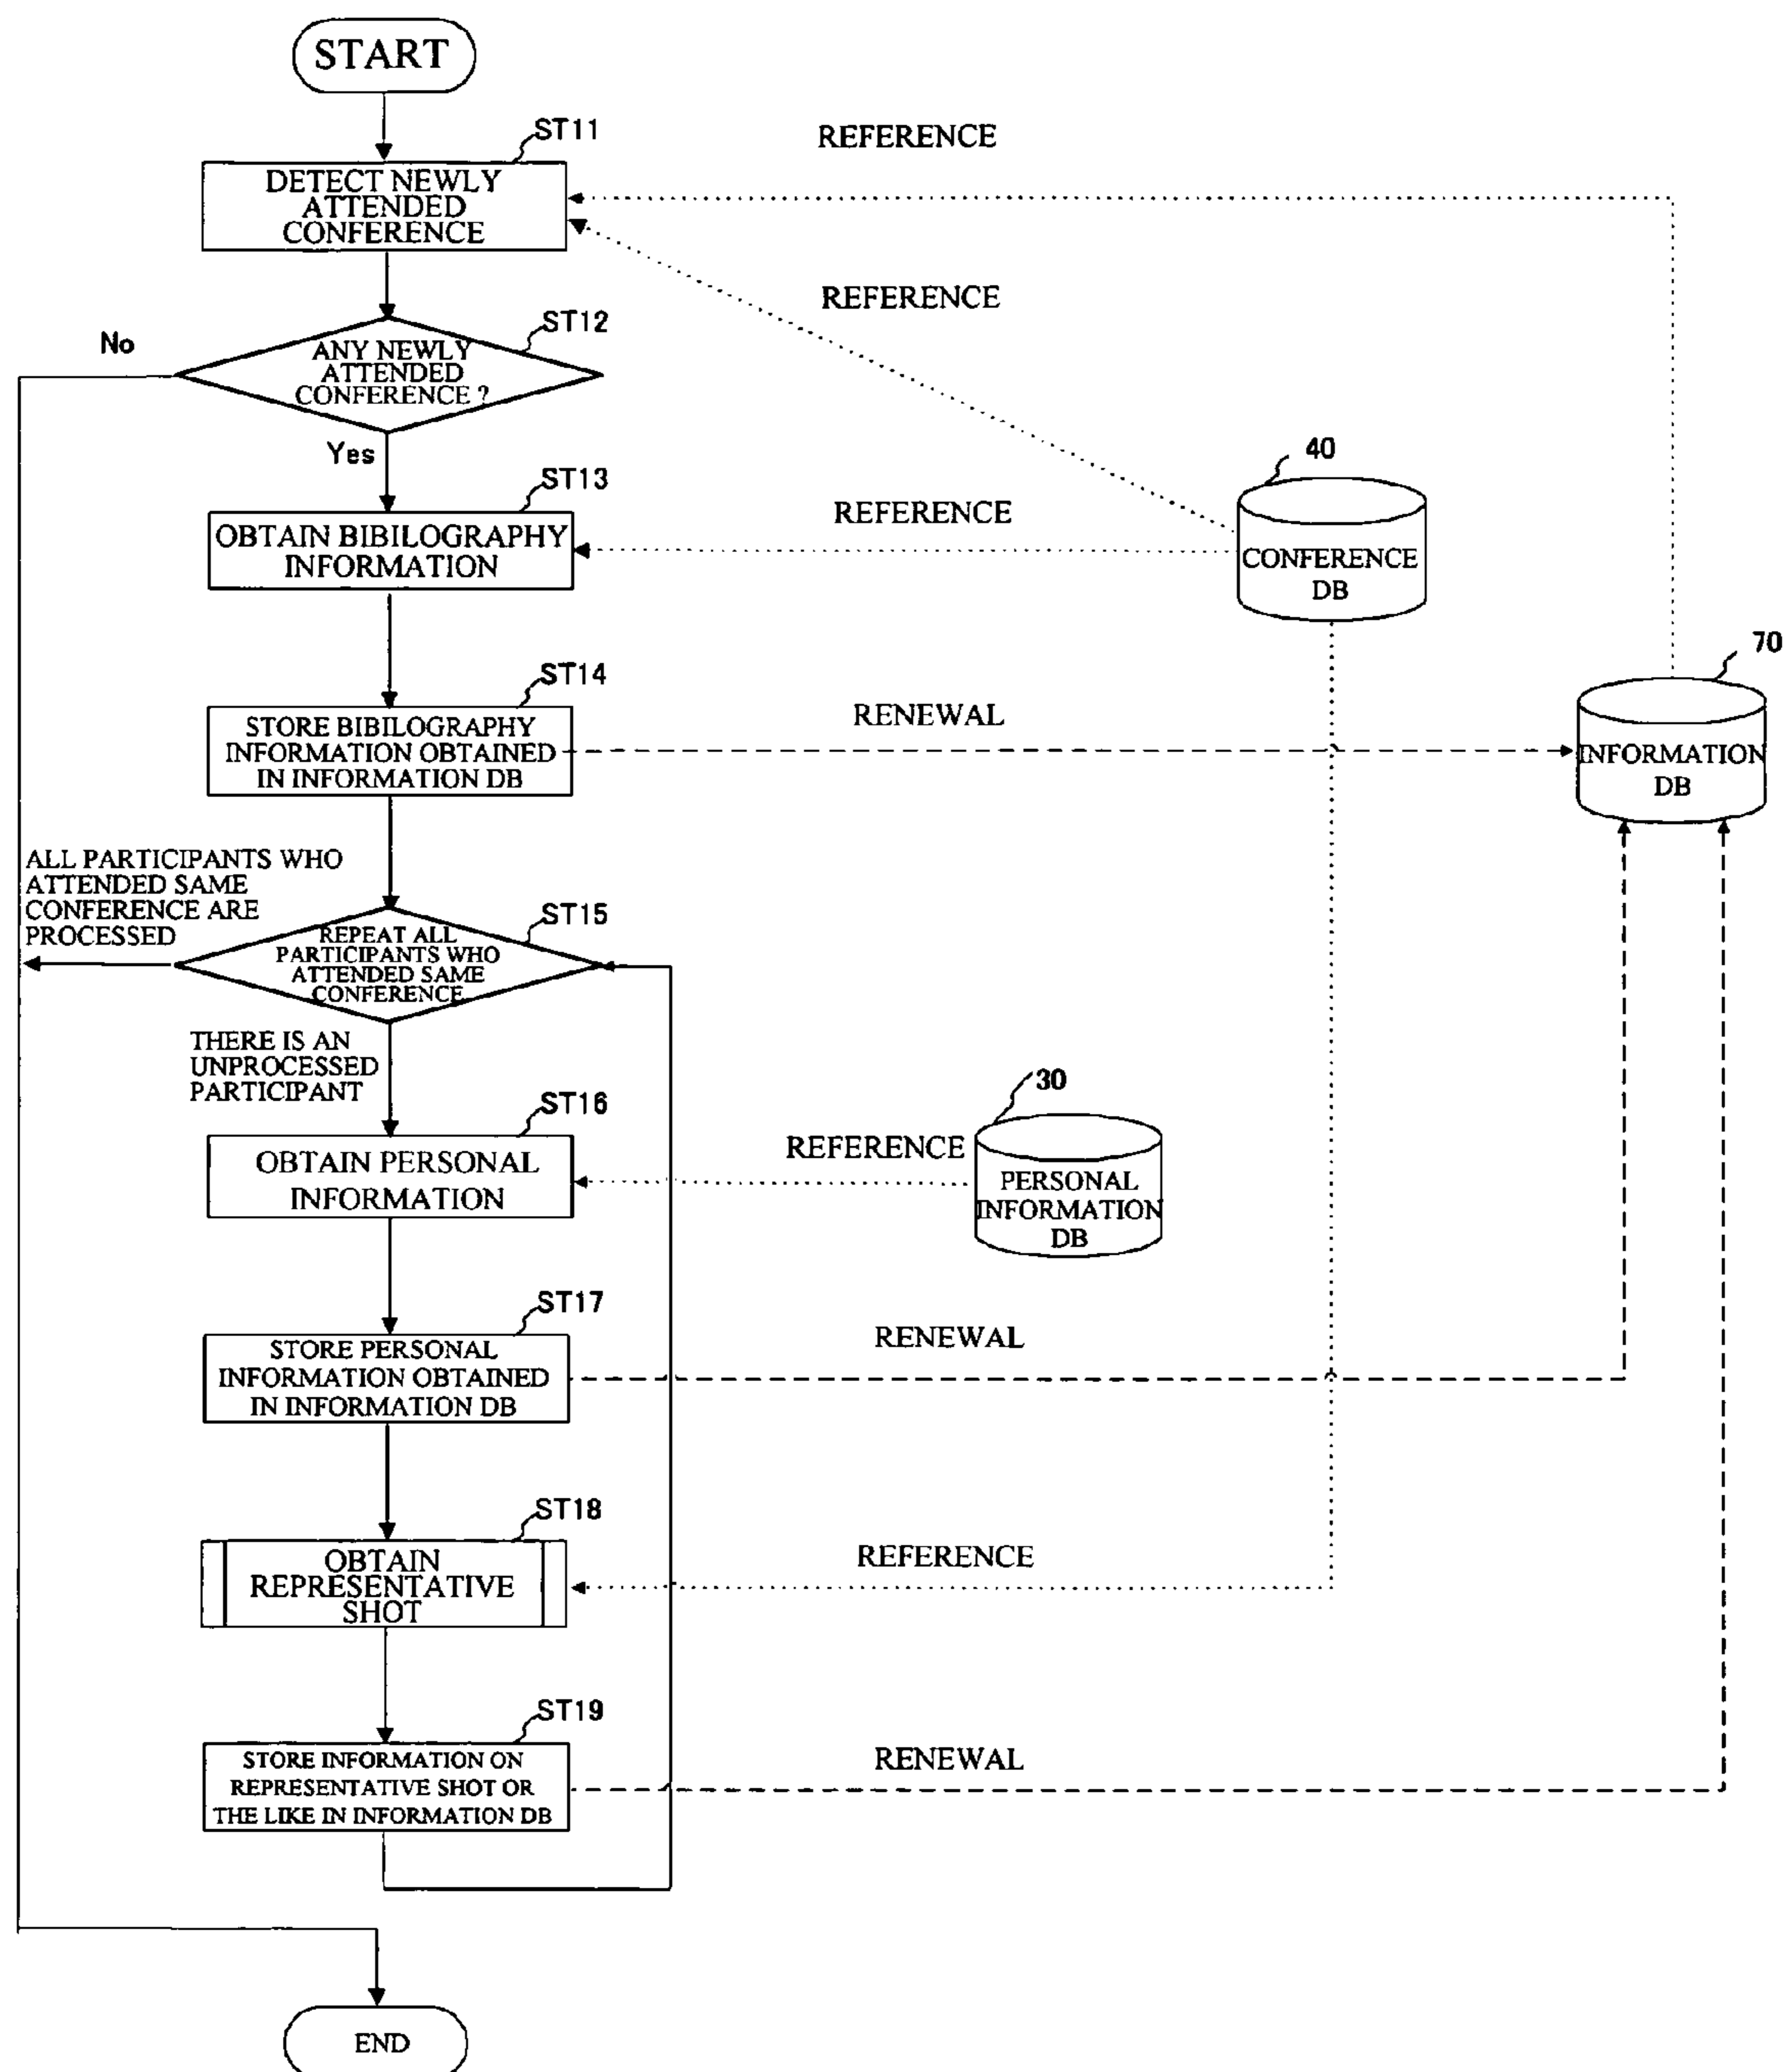 START
ST11
REFERENCE
DETECT NEWLY
ATTENDED
CONFERENCE
REFERENCE
ST12
No
ANY NEWLY
ATTENDED
CONFERENCE ?
Yes
40
ST13
REFERENCE
OBTAIN BIBILOGRAPHY
INFORMATION
CONFERENCE
DB
70
ST14
RENEWAL
STORE BIBILOGRAPHY
INFORMATION OBTAINED
IN INFORMATION DB
INFORMATION
DB
ALL PARTICIPANTS WHO
ATTENDED SAME
CONFERENCE ARE
PROCESSED
ST15
REPEAT ALL
PARTICIPANTS WHO
ATTENDED SAME
CONFERENCE
THERE IS AN
UNPROCESSED
PARTICIPANT
30
ST16
REFERENCE
OBTAIN PERSONAL
INFORMATION
PERSONAL
INFORMATION
DB
ST17
RENEWAL
STORE PERSONAL
INFORMATION OBTAINED
IN INFORMATION DB
ST18
REFERENCE
OBTAIN
REPRESENTATIVE
SHOT
ST19
RENEWAL
STORE INFORMATION ON
REPRESENTATIVE SHOT OR
THE LIKE IN INFORMATION DB
END